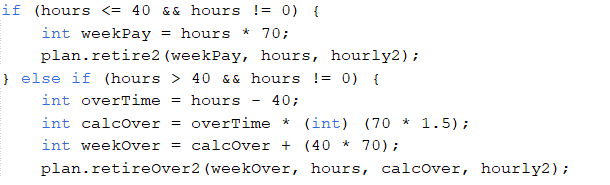 if (hours <= 40 && hours != 0) {
int weekPay = hours * 70;
plan.retire2(weekPay, hours, hourly2);
} else if (hours > 40 && hours != 0) {
int overTime = hours - 40;
int calcOver = overTime * (int) (70 * 1.5);
int weekOver = calcOver + (40 * 70);
plan.retireOver2(weekOver, hours, calcOver, hourly2);